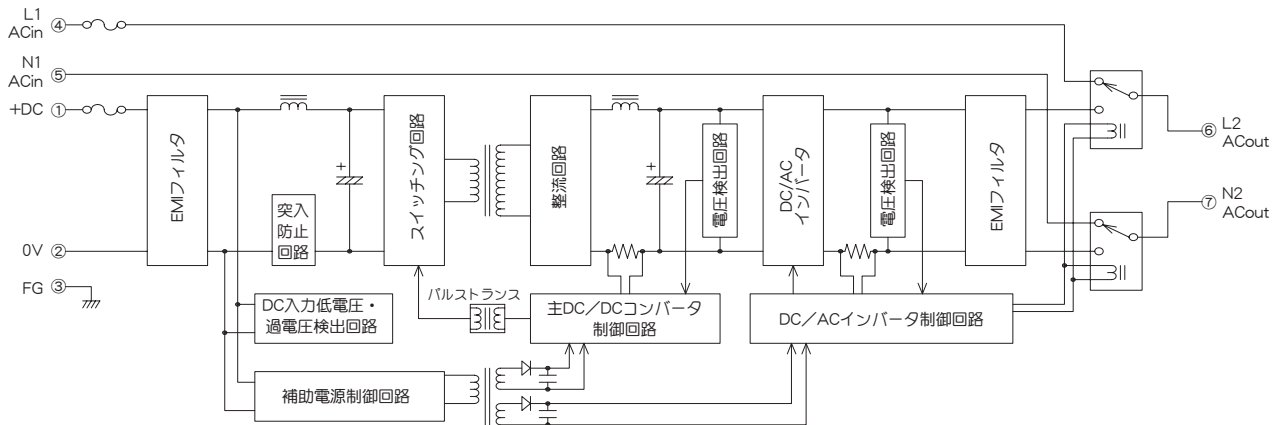 L1
ACin ④
N1
ACin ⑤
+DC ①
0V ②
FG ③
EMIフィルタ
突入
防止
回路
スイッチング回路
整流回路
電圧検出回路
DC/AC
インバータ
電圧検出回路
EMIフィルタ
⑥ L2
ACout
⑦ N2
ACout
+
+
DC入力低電圧・
過電圧検出回路
パルストランス
主DC／DCコンバータ
制御回路
DC／ACインバータ制御回路
補助電源制御回路